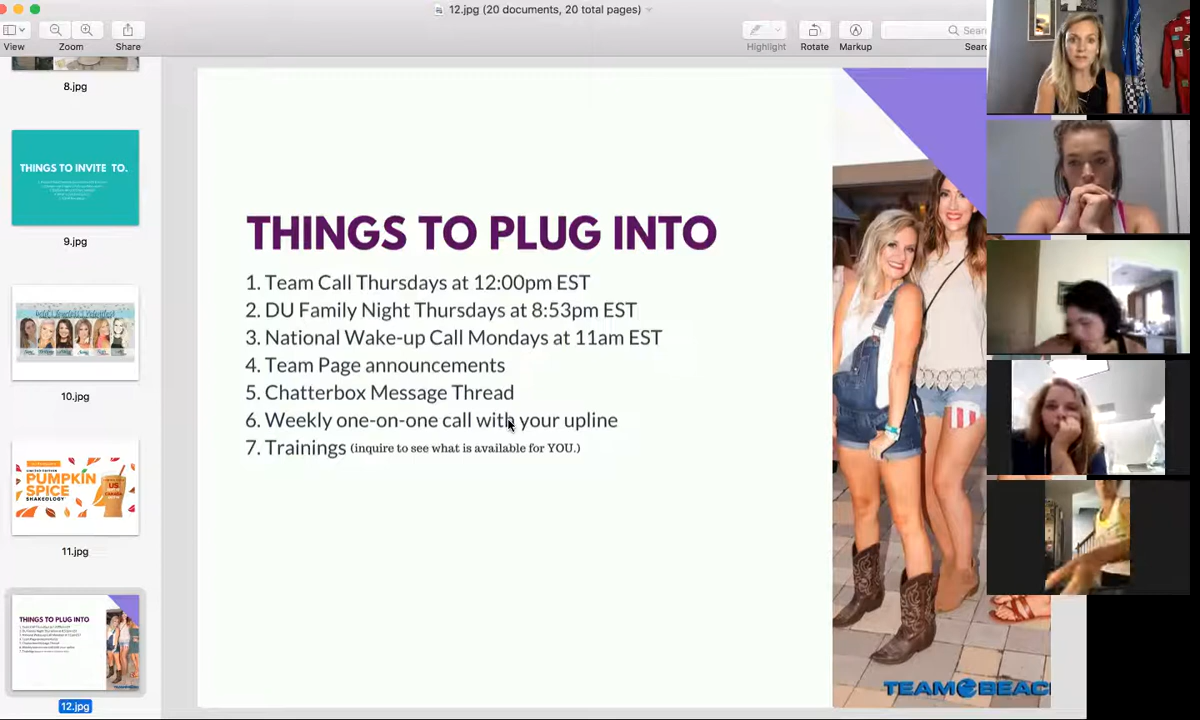 12.jpg (20 documents, 20 total pages)
View
Zoom
Share
Highlight
Rotate
Markup
8.jpg
THINGS TO INVITE TO.
9.jpg
10.jpg
PUMPKIN
SPICE
SHAKEOLOGY
11.jpg
THINGS TO PLUG INTO
12.jpg
THINGS TO PLUG INTO
1. Team Call Thursdays at 12:00pm EST
2. DU Family Night Thursdays at 8:53pm EST
3. National Wake-up Call Mondays at 11am EST
4. Team Page announcements
5. Chatterbox Message Thread
6. Weekly one-on-one call with your upline
7. Trainings (inquire to see what is available for YOU.)
TEAM BEAC